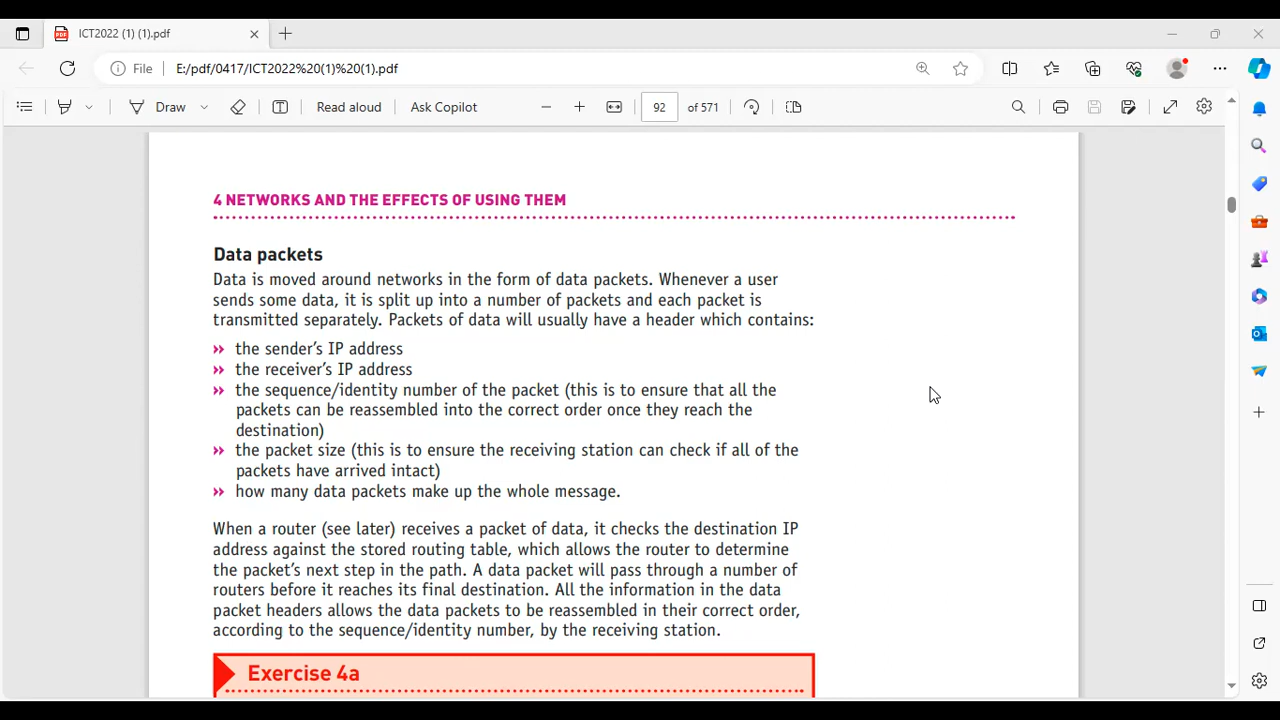 ICT2022 (1) (1).pdf
File
E:/pdf/0417/ICT2022%20(1)%20(1).pdf
Draw
Read aloud
Ask Copilot
92 of 571
4 NETWORKS AND THE EFFECTS OF USING THEM
Data packets
Data is moved around networks in the form of data packets. Whenever a user
sends some data, it is split up into a number of packets and each packet is
transmitted separately. Packets of data will usually have a header which contains:
» the sender's IP address
» the receiver's IP address
» the sequence/identity number of the packet (this is to ensure that all the
packets can be reassembled into the correct order once they reach the
destination)
» the packet size (this is to ensure the receiving station can check if all of the
packets have arrived intact)
» how many data packets make up the whole message.
When a router (see later) receives a packet of data, it checks the destination IP
address against the stored routing table, which allows the router to determine
the packet's next step in the path. A data packet will pass through a number of
routers before it reaches its final destination. All the information in the data
packet headers allows the data packets to be reassembled in their correct order,
according to the sequence/identity number, by the receiving station.
Exercise 4a